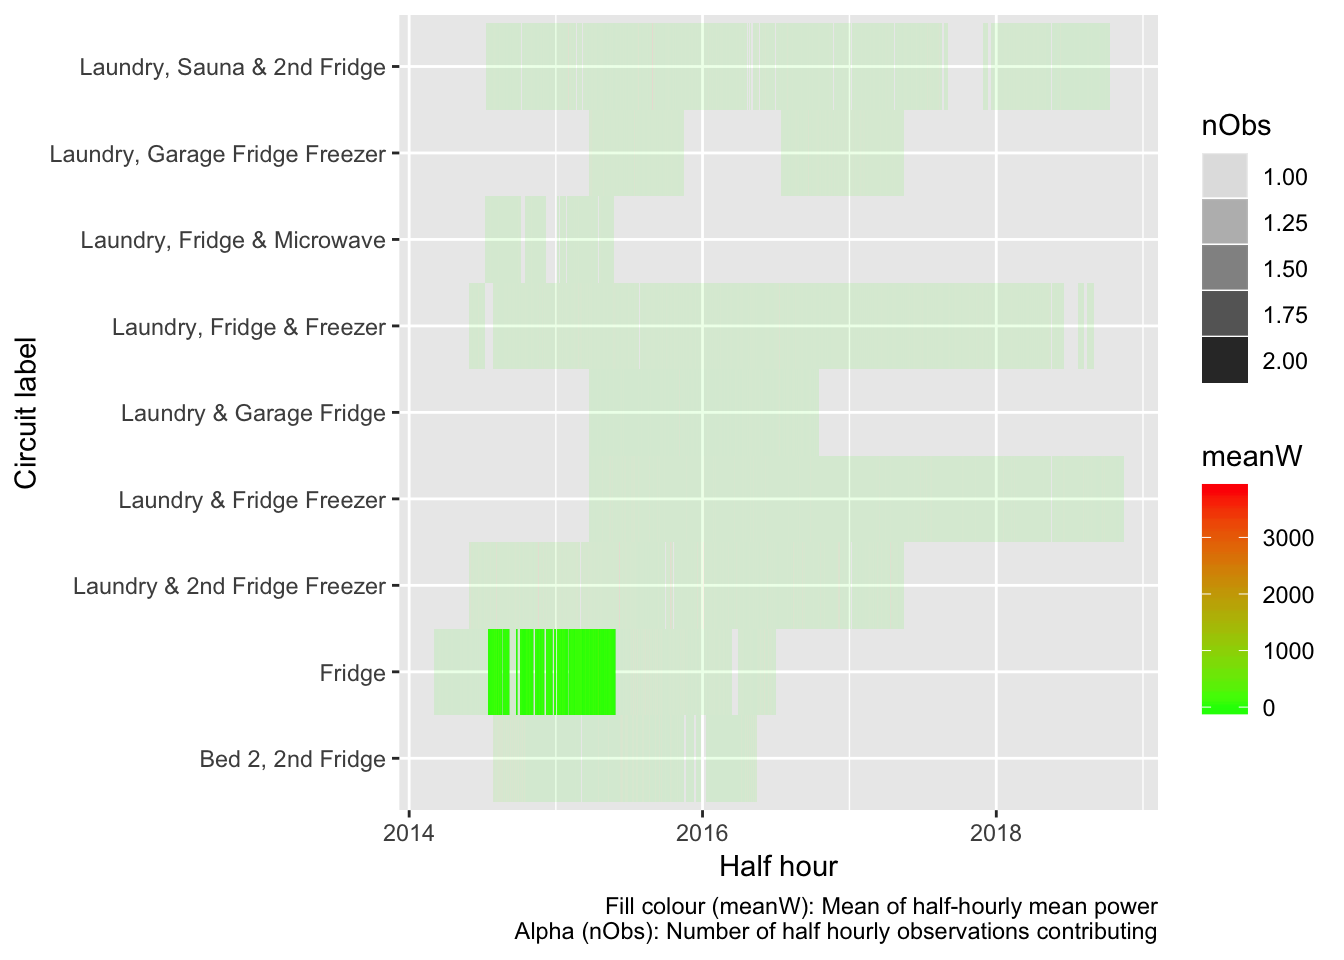 Circuit label
Laundry, Sauna & 2nd Fridge
Laundry, Garage Fridge Freezer
Laundry, Fridge & Microwave
Laundry, Fridge & Freezer
Laundry & Garage Fridge
Laundry & Fridge Freezer
Laundry & 2nd Fridge Freezer
Fridge
Bed 2, 2nd Fridge
2014
2016
2018
Half hour
nObs
1.00
1.25
1.50
1.75
2.00
meanW
3000
2000
1000
0
Fill colour (meanW): Mean of half-hourly mean power
Alpha (nObs): Number of half hourly observations contributing